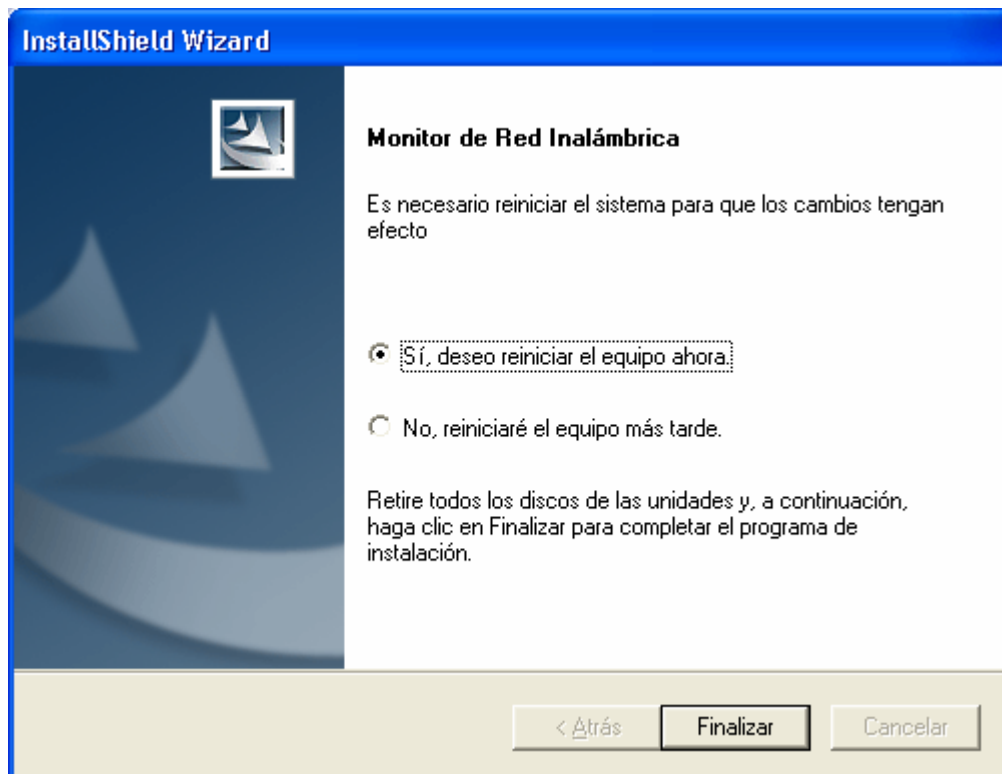 InstallShield Wizard
Monitor de Red Inalámbrica
Es necesario reiniciar el sistema para que los cambios tengan
efecto
Sí, deseo reiniciar el equipo ahora.
No, reiniciaré el equipo más tarde.
Retire todos los discos de las unidades y, a continuación,
haga clic en Finalizar para completar el programa de
instalación.
< Atrás
Finalizar
Cancelar